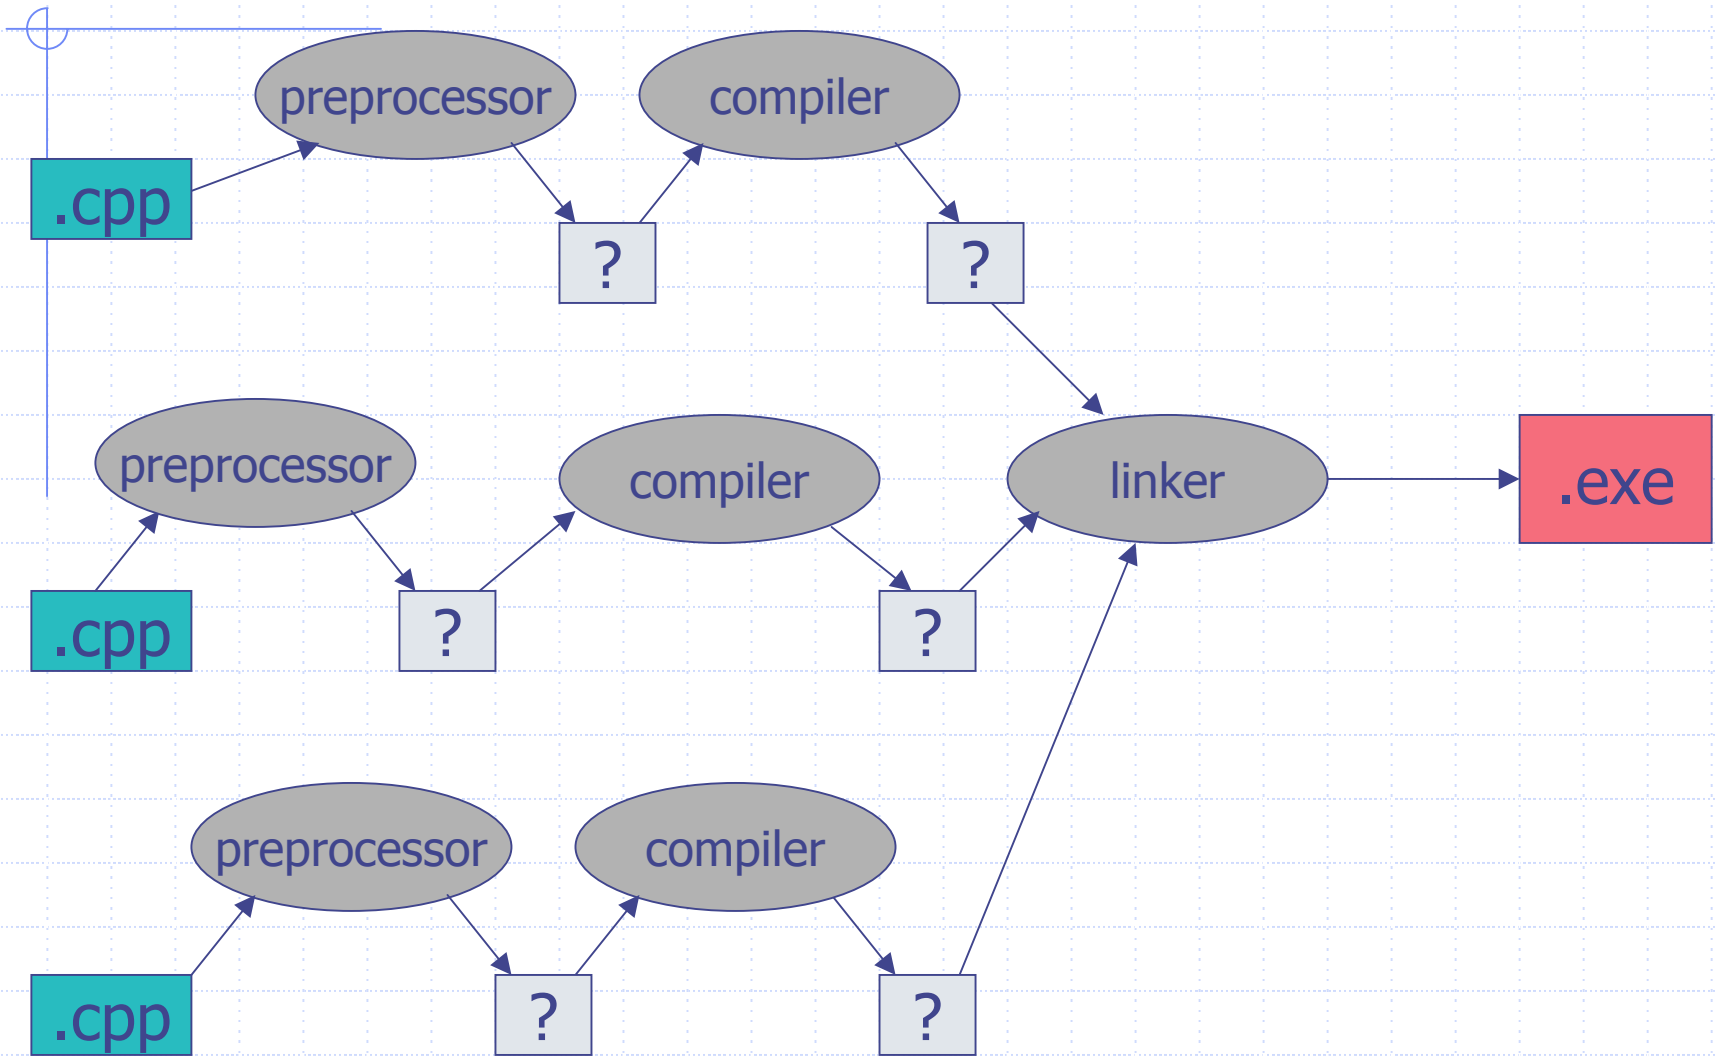 preprocessor
compiler
.cpp
?
?
preprocessor
compiler
linker
.exe
.cpp
?
?
preprocessor
compiler
.cpp
?
?